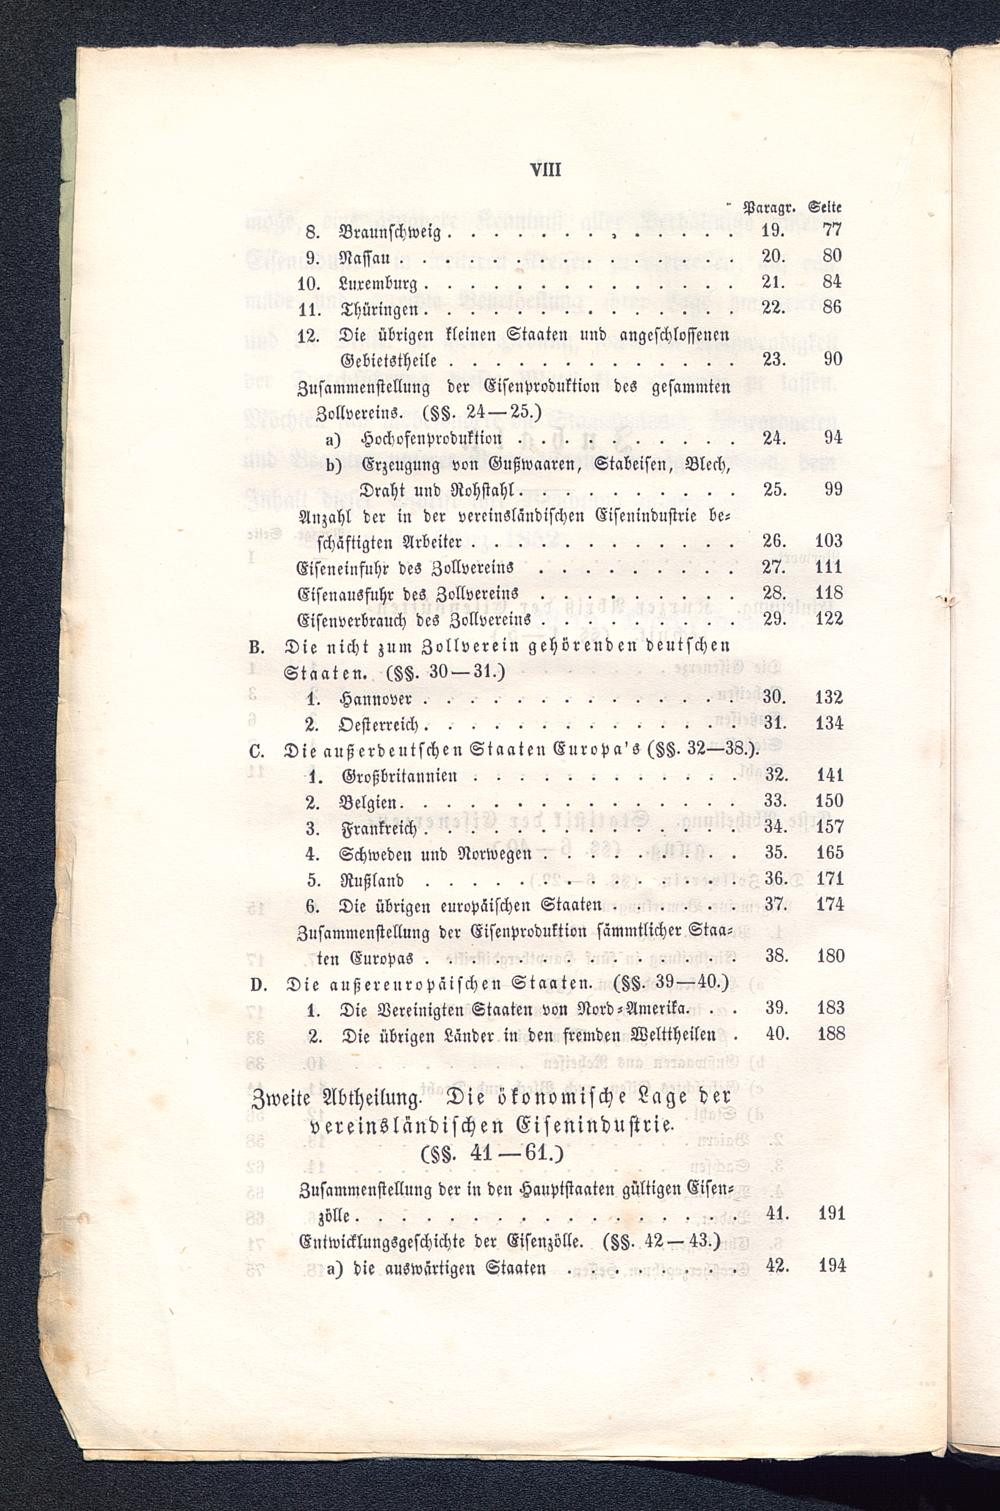 VIII
Paragr. Seite
8. Braunschweig . . . . . . . . . . . . 19. 77
9. Nassau . . . . . . . . . . . . . 20. 80
10. Luxemburg . . . . . . . . . . . . 21. 84
11. Thüringen . . . . . . . . . . . . 22. 86
12. Die übrigen kleinen Staaten und angeschlossenen
Gebietstheile . . . . . . . . . . . 23. 90
Zusammenstellung der Eisenproduktion des gesammten
Zollvereins. (§§. 24—25.)
a) Hochofenproduktion . . . . . . . . . 24. 94
b) Erzeugung von Gußwaaren, Stabeisen, Blech,
Draht und Rohstahl . . . . . . . . . 25. 99
Anzahl der in der vereinsländischen Eisenindustrie be-
schäftigten Arbeiter . . . . . . . . . . 26. 103
Eiseneinfuhr des Zollvereins . . . . . . . . 27. 111
Eisenausfuhr des Zollvereins . . . . . . . . 28. 118
Eisenverbrauch des Zollvereins . . . . . . . . 29. 122
B. Die nicht zum Zollverein gehörenden deutschen
Staaten. (§§. 30—31.)
1. Hannover . . . . . . . . . . . . 30. 132
2. Oesterreich . . . . . . . . . . . . 31. 134
C. Die außerdeutschen Staaten Europa's (§§. 32—38.).
1. Großbritannien . . . . . . . . . . . 32. 141
2. Belgien . . . . . . . . . . . . . 33. 150
3. Frankreich . . . . . . . . . . . . 34. 157
4. Schweden und Norwegen . . . . . . . . 35. 165
5. Rußland . . . . . . . . . . . . 36. 171
6. Die übrigen europäischen Staaten . . . . . . 37. 174
Zusammenstellung der Eisenproduktion sämmtlicher Staa-
ten Europas . . . . . . . . . . . . 38. 180
D. Die außereuropäischen Staaten. (§§. 39—40.)
1. Die Vereinigten Staaten von Nord-Amerika . . . 39. 183
2. Die übrigen Länder in den fremden Welttheilen . 40. 188
Zweite Abtheilung. Die ökonomische Lage der
vereinsländischen Eisenindustrie.
(§§. 41—61.)
Zusammenstellung der in den Hauptstaaten gültigen Eisen-
zölle . . . . . . . . . . . . . . . 41. 191
Entwicklungsgeschichte der Eisenzölle. (§§. 42—43.)
a) die auswärtigen Staaten . . . . . . . 42. 194